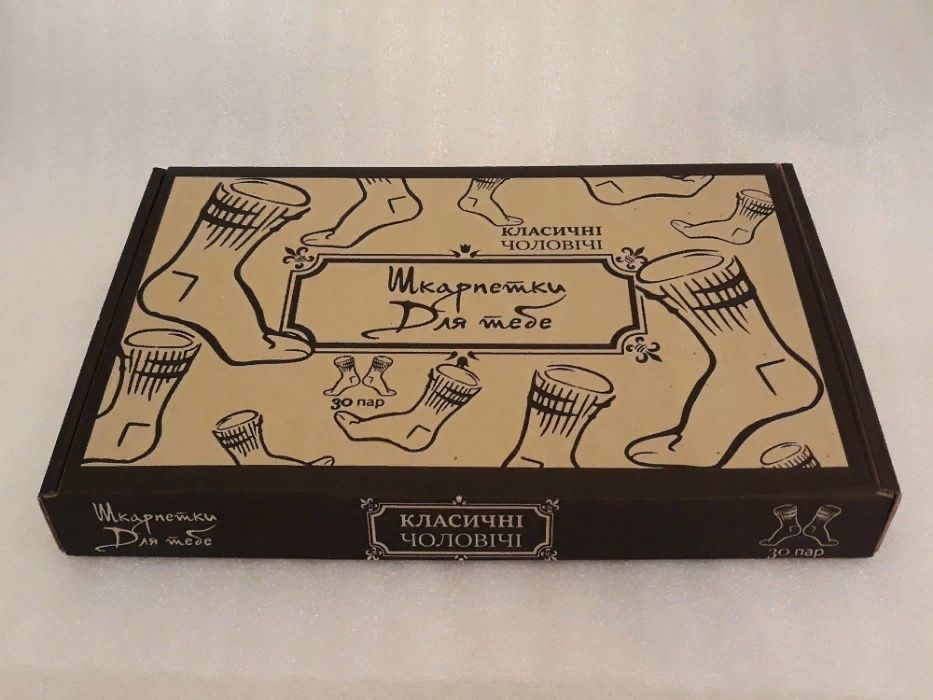 КЛАСИЧНІ
ЧОЛОВІЧІ
Шкарпетки
Для тебе
30 пар
Шкарпетки
Для тебе
КЛАСИЧНІ
ЧОЛОВІЧІ
30 пар